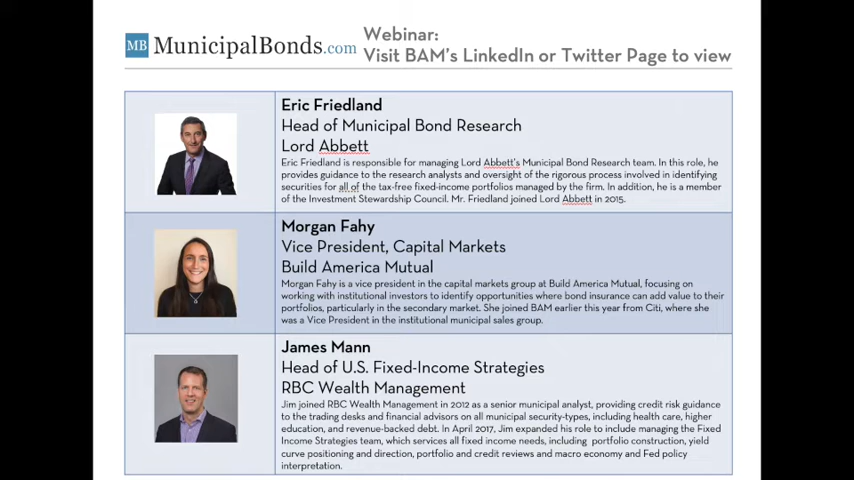 MB MunicipalBonds.com
Webinar:
Visit BAM's LinkedIn or Twitter Page to view
Eric Friedland
Head of Municipal Bond Research
Lord Abbett
Eric Friedland is responsible for managing Lord Abbett's Municipal Bond Research team. In this role, he
provides guidance to the research analysts and oversight of the rigorous process involved in identifying
securities for all of the tax-free fixed-income portfolios managed by the firm. In addition, he is a member
of the Investment Stewardship Council. Mr. Friedland joined Lord Abbett in 2015.
Morgan Fahy
Vice President, Capital Markets
Build America Mutual
Morgan Fahy is a vice president in the capital markets group at Build America Mutual, focusing on
working with institutional investors to identify opportunities where bond insurance can add value to their
portfolios, particularly in the secondary market. She joined BAM earlier this year from Citi, where she
was a Vice President in the institutional municipal sales group.
James Mann
Head of U.S. Fixed-Income Strategies
RBC Wealth Management
Jim joined RBC Wealth Management in 2012 as a senior municipal analyst, providing credit risk guidance
to the trading desks and financial advisors on all municipal security-types, including health care, higher
education, and revenue-backed debt. In April 2017, Jim expanded his role to include managing the Fixed
Income Strategies team, which services all fixed income needs, including portfolio construction, yield
curve positioning and direction, portfolio and credit reviews and macro economy and Fed policy
interpretation.